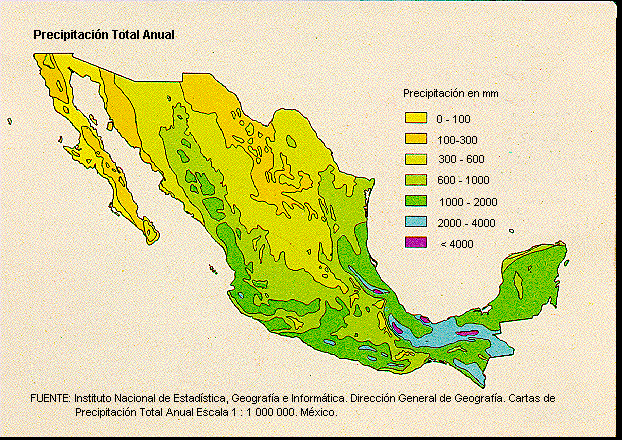 Precipitación Total Anual
Precipitación en mm
0 - 100
100-300
300 - 600
600 - 1000
1000 - 2000
2000 - 4000
< 4000
FUENTE: Instituto Nacional de Estadística, Geografía e Informática. Dirección General de Geografía. Cartas de
Precipitación Total Anual Escala 1 : 1 000 000. México.